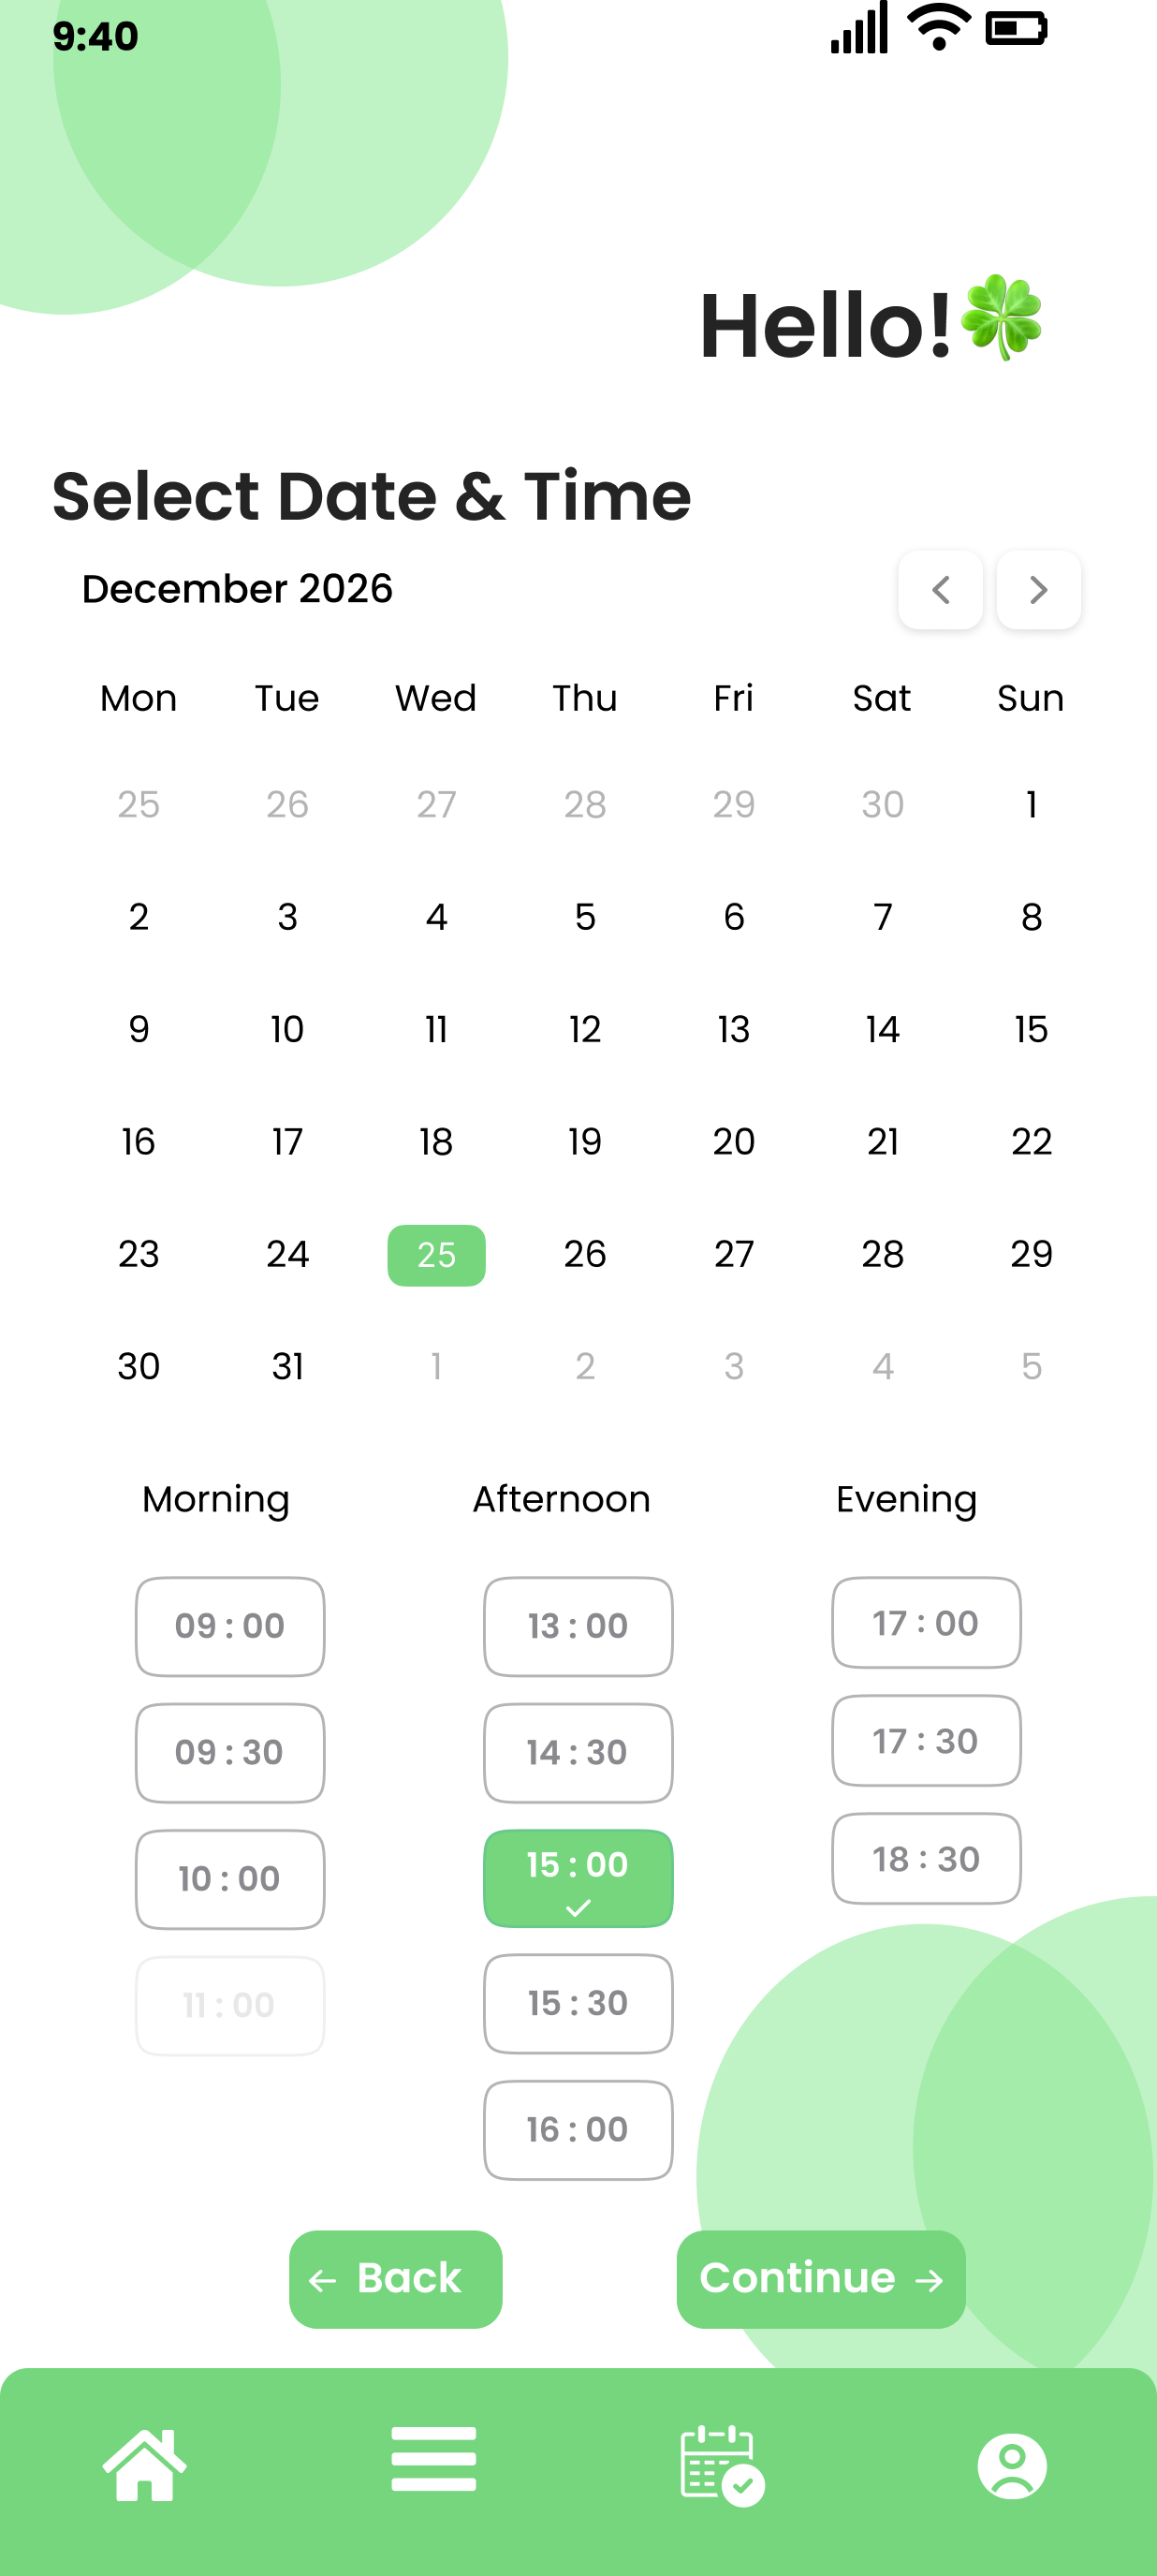 9:40
Hello!🍀
Select Date & Time
December 2026
Mon Tue Wed Thu Fri Sat Sun
25 26 27 28 29 30 1
2 3 4 5 6 7 8
9 10 11 12 13 14 15
16 17 18 19 20 21 22
23 24 25 26 27 28 29
30 31 1 2 3 4 5
Morning Afternoon Evening
09 : 00 13 : 00 17 : 00
09 : 30 14 : 30 17 : 30
10 : 00 15 : 00 18 : 30
11 : 00 15 : 30
16 : 00
Back Continue